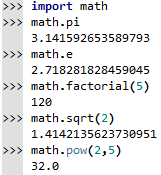 >>> import math
>>> math.pi
3.141592653589793
>>> math.e
2.718281828459045
>>> math.factorial(5)
120
>>> math.sqrt(2)
1.4142135623730951
>>> math.pow(2,5)
32.0